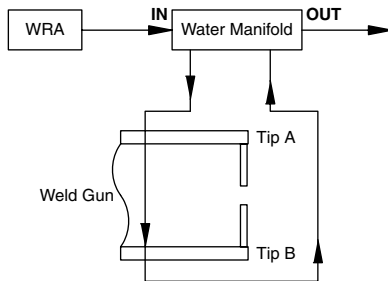 IN
OUT
WRA
Water Manifold
Tip A
Weld Gun
Tip B